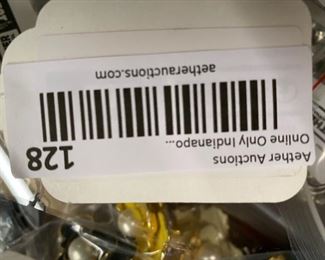 Aether Auctions
Online Only Indianapo...
128
aetherauctions.com